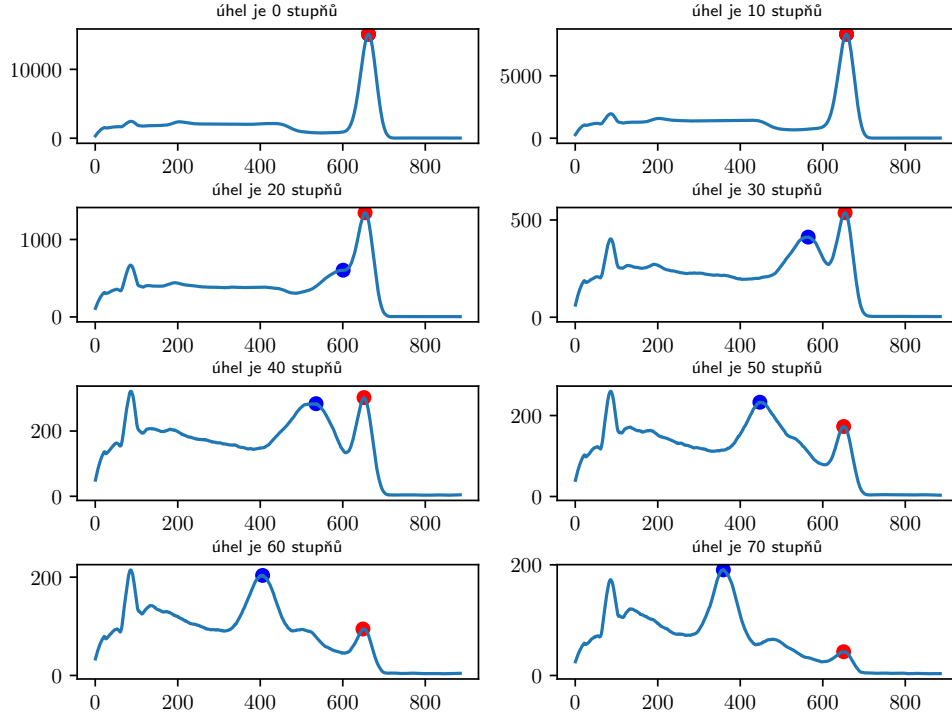 úhel je 0 stupňů
úhel je 10 stupňů
10000
0
0 200 400 600 800
5000
0
0 200 400 600 800
úhel je 20 stupňů
úhel je 30 stupňů
1000
0
0 200 400 600 800
500
0
0 200 400 600 800
úhel je 40 stupňů
úhel je 50 stupňů
200
0
0 200 400 600 800
200
0
0 200 400 600 800
úhel je 60 stupňů
úhel je 70 stupňů
200
0
0 200 400 600 800
200
100
0
0 200 400 600 800